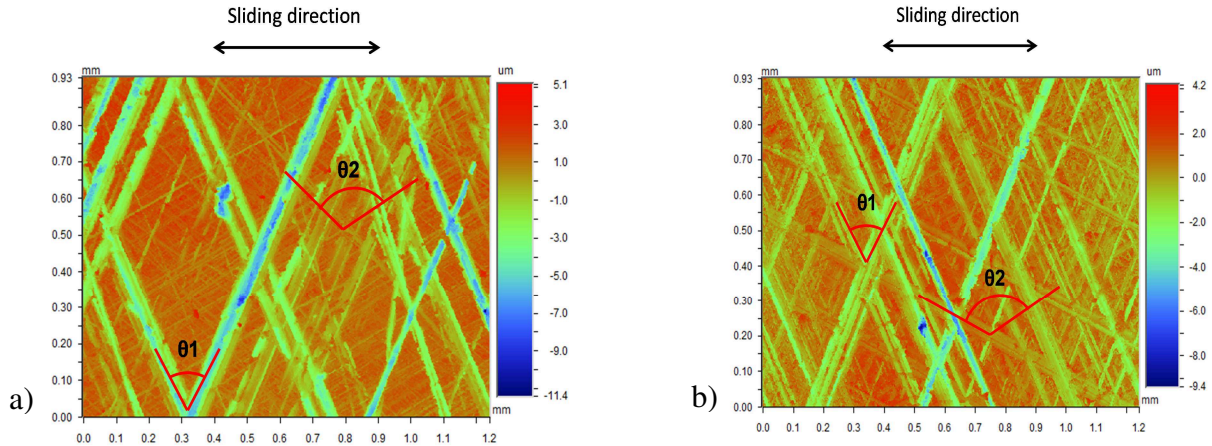 Sliding direction
mm
um
0.93
0.80
0.70
0.60
0.50
0.40
0.30
0.20
0.10
0.00
5.1
3.0
1.0
-1.0
-3.0
-5.0
-7.0
-9.0
-11.4
θ1
θ2
mm
0.0 0.1 0.2 0.3 0.4 0.5 0.6 0.7 0.8 0.9 1.0 1.1 1.2
a)
Sliding direction
mm
um
0.93
0.80
0.70
0.60
0.50
0.40
0.30
0.20
0.10
0.00
4.2
2.0
0.0
-2.0
-4.0
-6.0
-8.0
-9.4
θ1
θ2
mm
0.0 0.1 0.2 0.3 0.4 0.5 0.6 0.7 0.8 0.9 1.0 1.1 1.2
b)